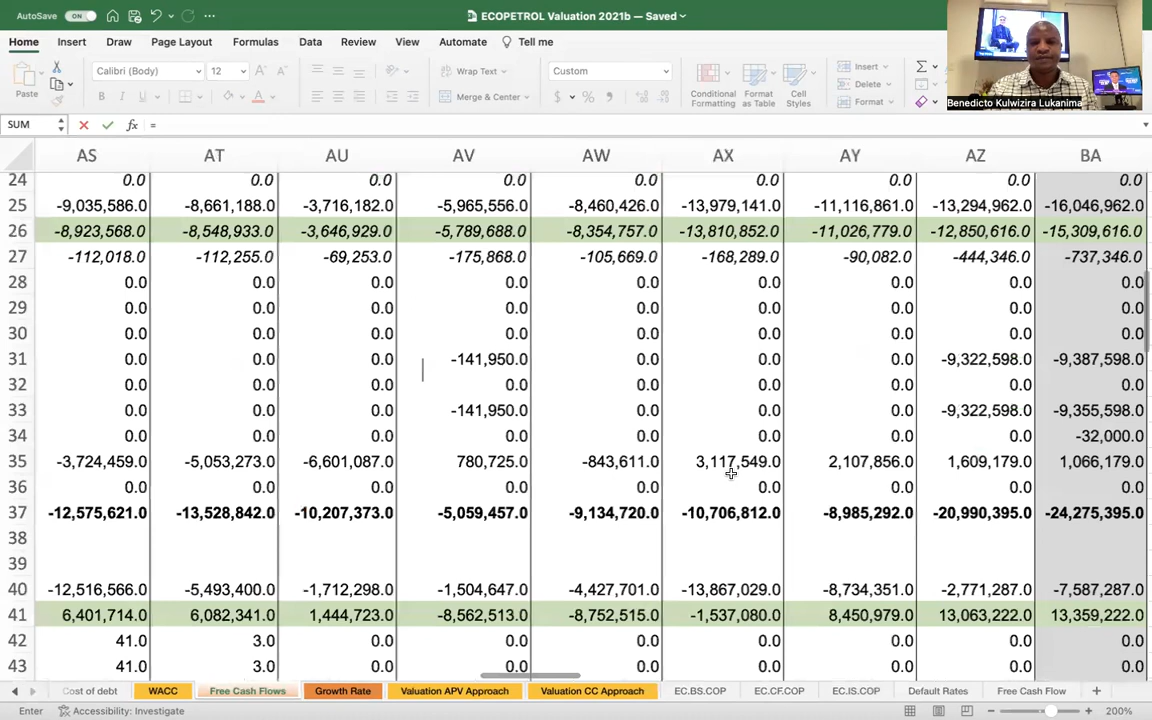 AutoSave ON ECOPETROL Valuation 2021b — Saved
Home Insert Draw Page Layout Formulas Data Review View Automate Tell me
Paste Calibri (Body) 12 A A Wrap Text Custom Insert
B I U A Merge & Center $ % Conditional Formatting Format as Table Cell Styles Delete
Format
Benedicto Kulwizira Lukanima
SUM fx =
AS AT AU AV AW AX AY AZ BA
24 0.0 0.0 0.0 0.0 0.0 0.0 0.0 0.0 0.0
25 -9,035,586.0 -8,661,188.0 -3,716,182.0 -5,965,556.0 -8,460,426.0 -13,979,141.0 -11,116,861.0 -13,294,962.0 -16,046,962.0
26 -8,923,568.0 -8,548,933.0 -3,646,929.0 -5,789,688.0 -8,354,757.0 -13,810,852.0 -11,026,779.0 -12,850,616.0 -15,309,616.0
27 -112,018.0 -112,255.0 -69,253.0 -175,868.0 -105,669.0 -168,289.0 -90,082.0 -444,346.0 -737,346.0
28 0.0 0.0 0.0 0.0 0.0 0.0 0.0 0.0 0.0
29 0.0 0.0 0.0 0.0 0.0 0.0 0.0 0.0 0.0
30 0.0 0.0 0.0 0.0 0.0 0.0 0.0 0.0 0.0
31 0.0 0.0 0.0 -141,950.0 0.0 0.0 0.0 -9,322,598.0 -9,387,598.0
32 0.0 0.0 0.0 0.0 0.0 0.0 0.0 0.0 0.0
33 0.0 0.0 0.0 -141,950.0 0.0 0.0 0.0 -9,322,598.0 -9,355,598.0
34 0.0 0.0 0.0 0.0 0.0 0.0 0.0 0.0 -32,000.0
35 -3,724,459.0 -5,053,273.0 -6,601,087.0 780,725.0 -843,611.0 3,117,549.0 2,107,856.0 1,609,179.0 1,066,179.0
36 0.0 0.0 0.0 0.0 0.0 0.0 0.0 0.0 0.0
37 -12,575,621.0 -13,528,842.0 -10,207,373.0 -5,059,457.0 -9,134,720.0 -10,706,812.0 -8,985,292.0 -20,990,395.0 -24,275,395.0
38
39
40 -12,516,566.0 -5,493,400.0 -1,712,298.0 -1,504,647.0 -4,427,701.0 -13,867,029.0 -8,734,351.0 -2,771,287.0 -7,587,287.0
41 6,401,714.0 6,082,341.0 1,444,723.0 -8,562,513.0 -8,752,515.0 -1,537,080.0 8,450,979.0 13,063,222.0 13,359,222.0
42 41.0 3.0 0.0 0.0 0.0 0.0 0.0 0.0 0.0
43 41.0 3.0 0.0 0.0 0.0 0.0 0.0 0.0 0.0
Cost of debt WACC Free Cash Flows Growth Rate Valuation APV Approach Valuation CC Approach EC.BS.COP EC.CF.COP EC.IS.COP Default Rates Free Cash Flow +
Enter Accessibility: Investigate 200%